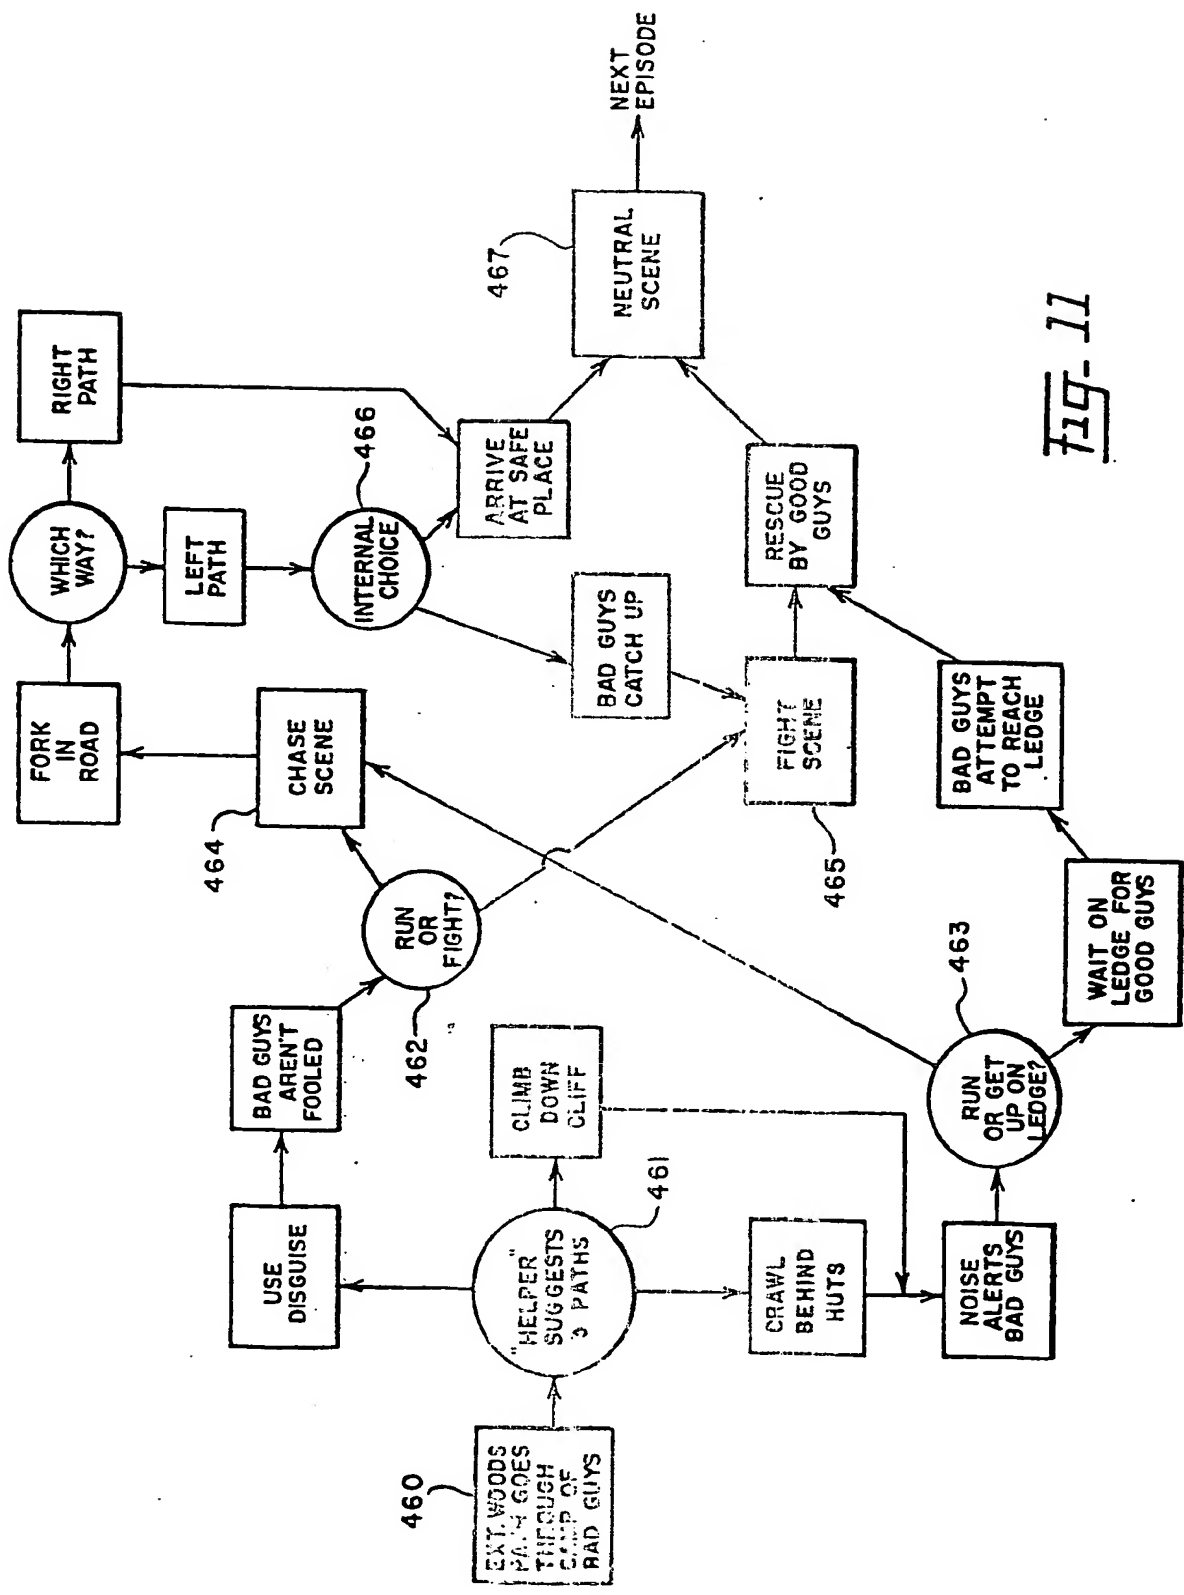 460
EXT. WOODS
PATH GOES
THROUGH
CAMP OF
BAD GUYS
"HELPER"
SUGGESTS
3 PATHS
461
USE
DISGUISE
BAD GUYS
AREN'T
FOOLED
RUN
OR
FIGHT?
462
CLIMB
DOWN
CLIFF
CRAWL
BEHIND
HUTS
NOISE
ALERTS
BAD GUYS
RUN
OR GET
UP ON
LEDGE?
463
WAIT ON
LEDGE FOR
GOOD GUYS
BAD GUYS
ATTEMPT
TO REACH
LEDGE
464
CHASE
SCENE
FORK
IN
ROAD
WHICH
WAY?
RIGHT
PATH
LEFT
PATH
INTERNAL
CHOICE
466
BAD GUYS
CATCH UP
FIGHT
SCENE
465
ARRIVE
AT SAFE
PLACE
RESCUE
BY GOOD
GUYS
467
NEUTRAL
SCENE
NEXT
EPISODE
Fig- 11